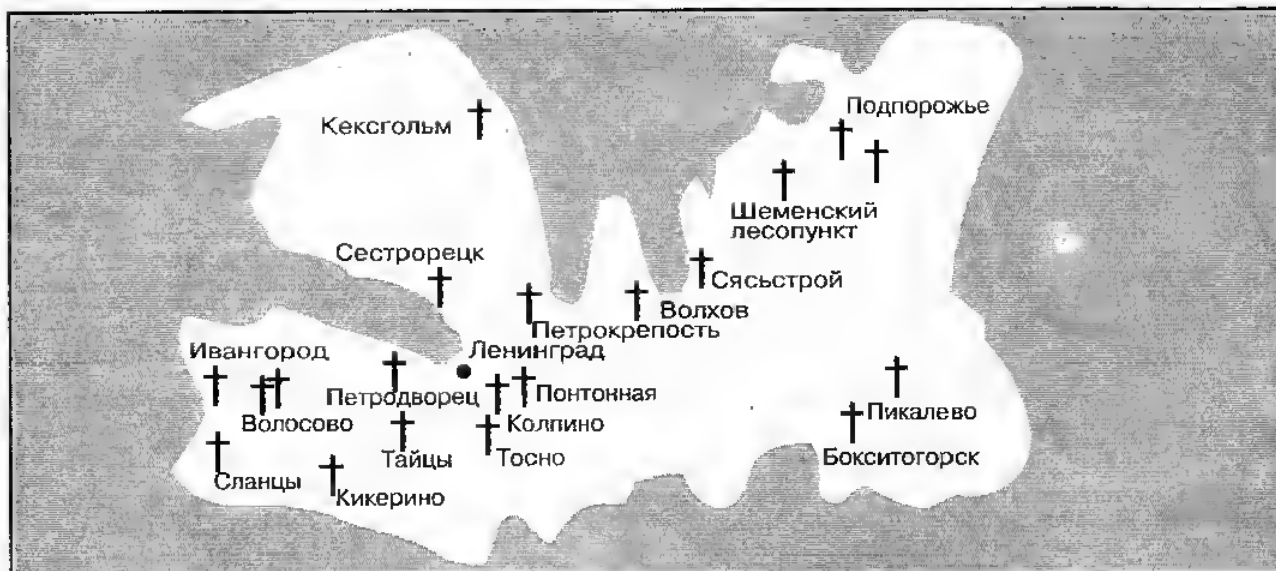 Подпорожье
Кексгольм
Шеменский
лесопункт
Сестрорецк
Сясьстрой
Волхов
Петрокрепость
Ивангород
Ленинград
Петродворец
Понтонная
Волосово
Колпино
Пикалево
Тайцы
Тосно
Бокситогорск
Сланцы
Кикерино